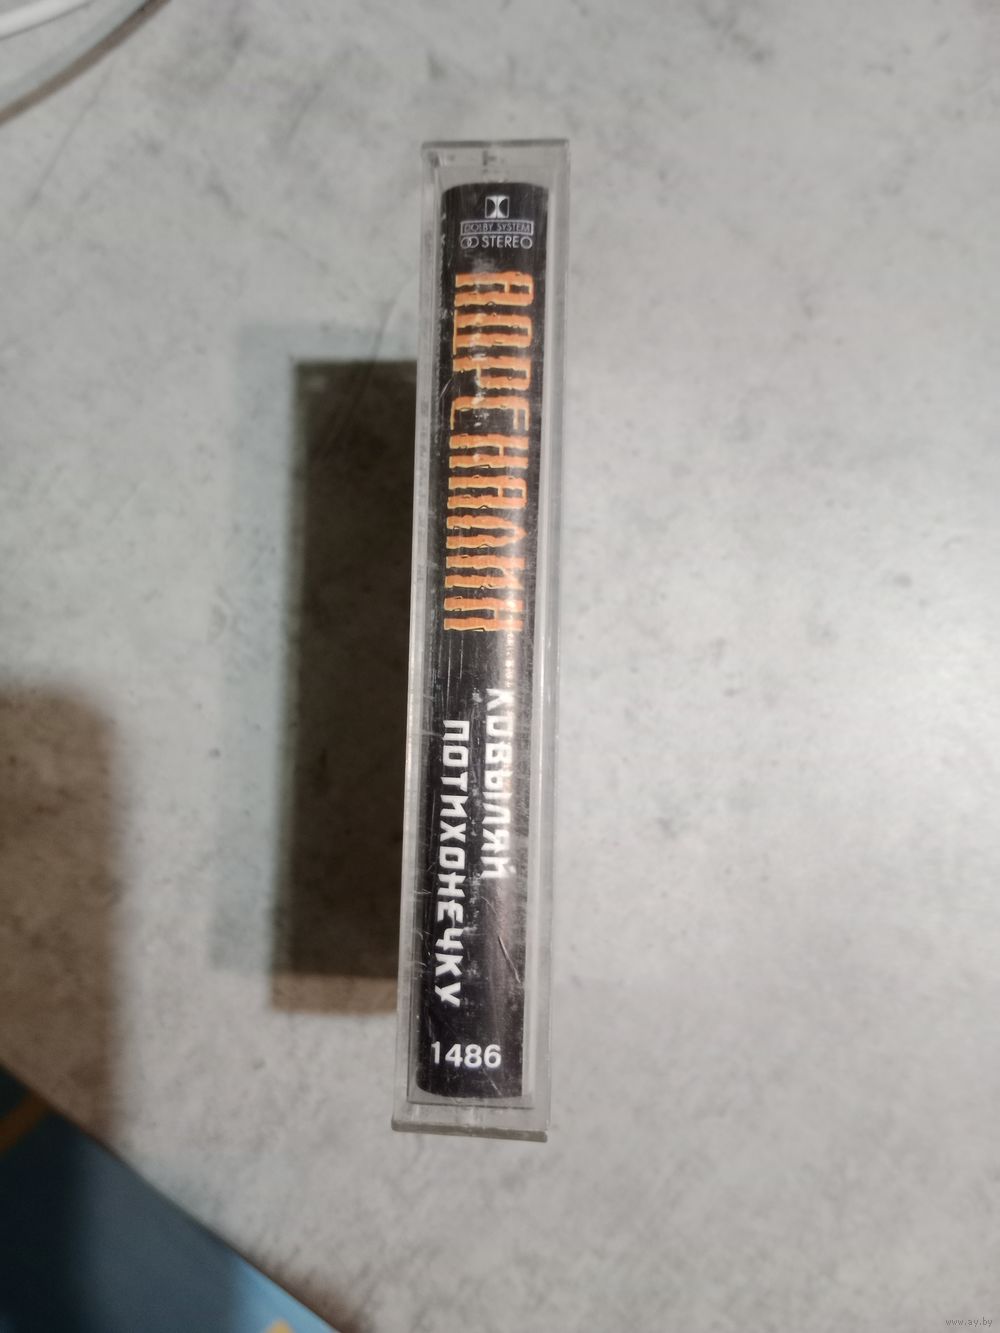 DOLBY SYSTEM
STEREO
АДРЕНАЛИН
КОВЫЛЯЙ
ПОТИХОНЕЧКУ
1486
www.ay.by